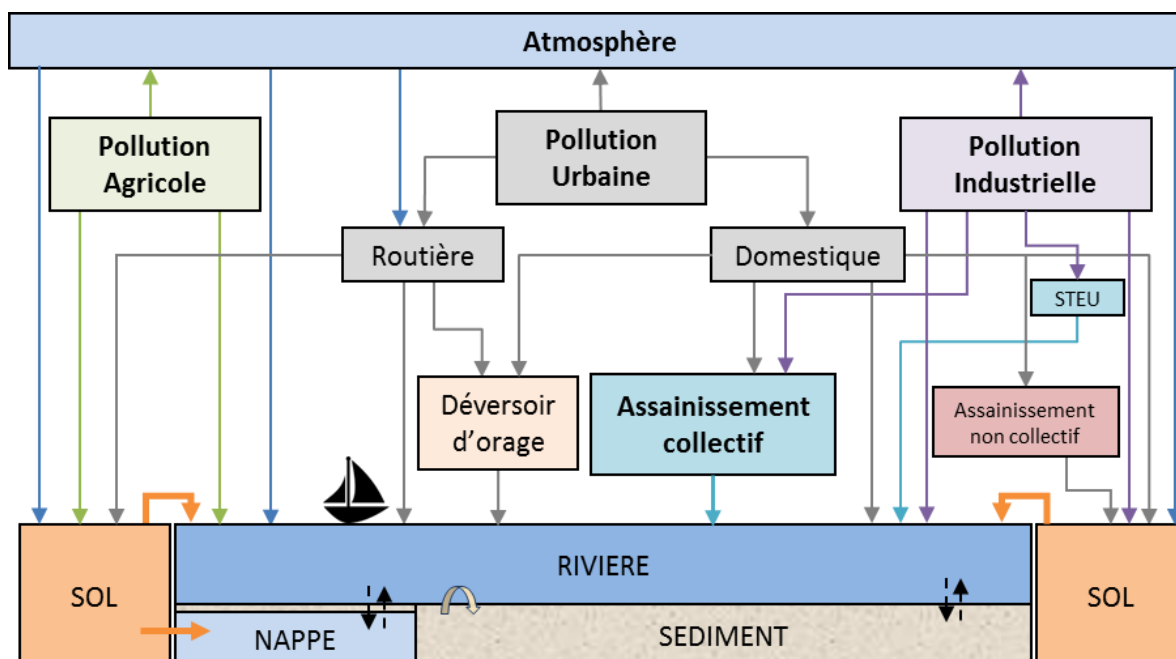 Atmosphère
Pollution
Agricole
Pollution
Urbaine
Pollution
Industrielle
Routière
Domestique
STEU
Déversoir
d'orage
Assainissement
collectif
Assainissement
non collectif
SOL
RIVIERE
SOL
NAPPE
SEDIMENT